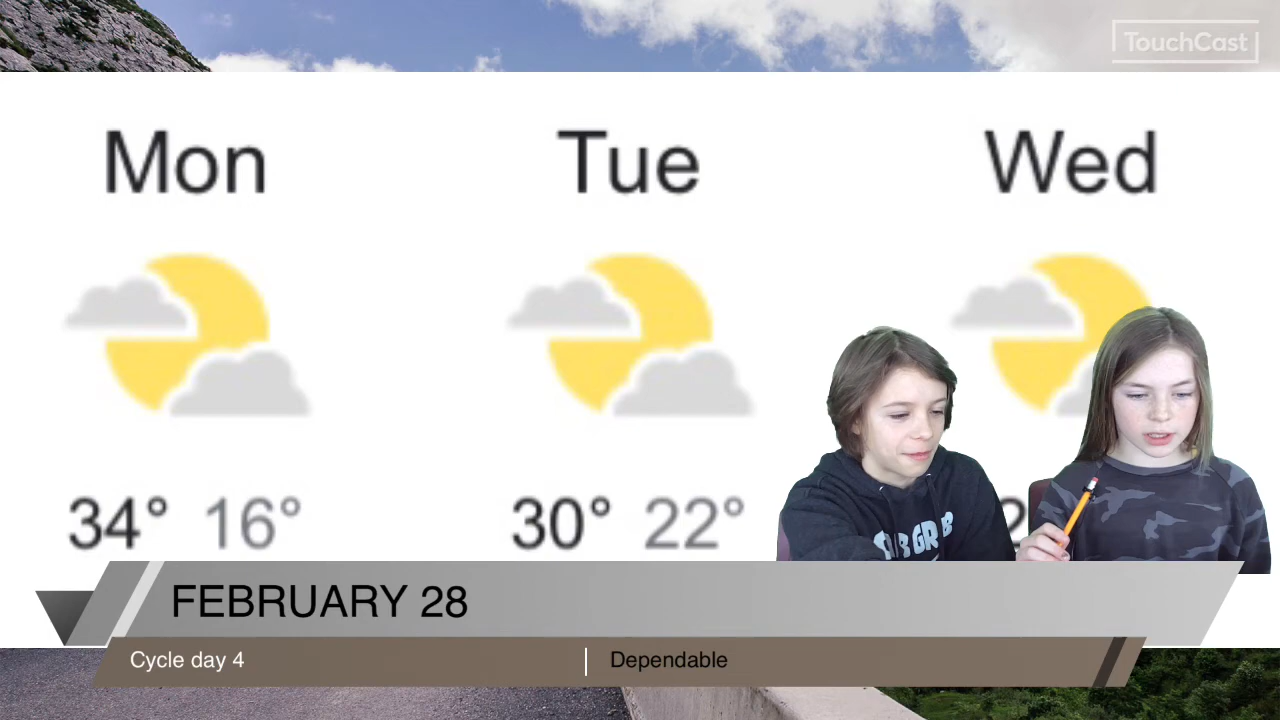 TouchCast
Mon Tue Wed
34° 16° 30° 22°
FEBRUARY 28
Cycle day 4 Dependable